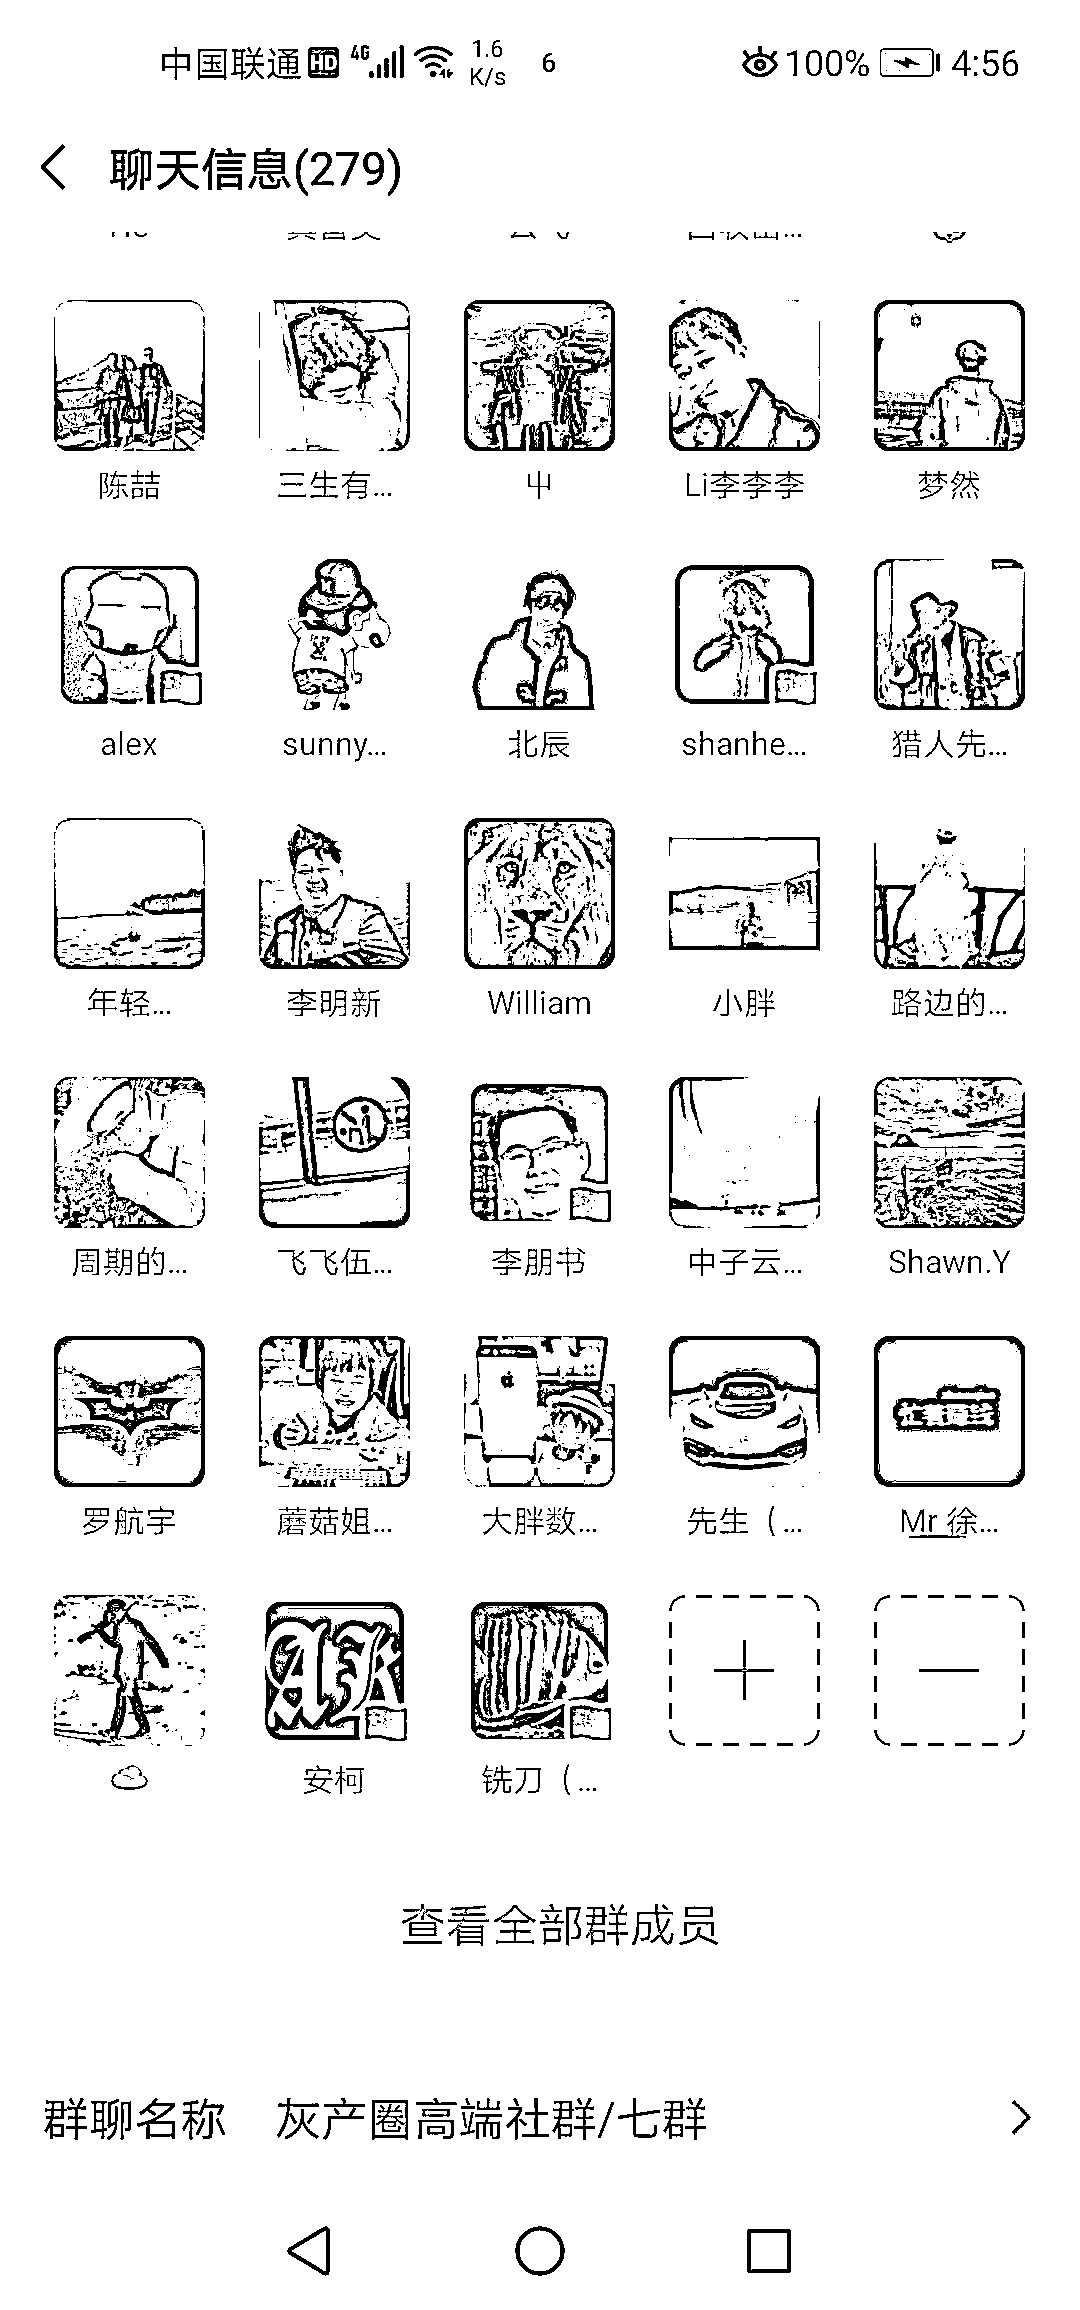 中国联通 HD 4G 1.6 K/s 6 100% 4:56
聊天信息(279)
陈喆 三生有... 屮 Li李李李 梦然
alex sunny... 北辰 shanhe... 猎人先...
年轻... 李明新 William 小胖 路边的...
周期的... 飞飞伍... 李朋书 中子云... Shawn.Y
罗航宇 蘑菇姐... 大胖数... 先生（... Mr 徐...
安柯 铣刀（...
查看全部群成员
群聊名称 灰产圈高端社群/七群